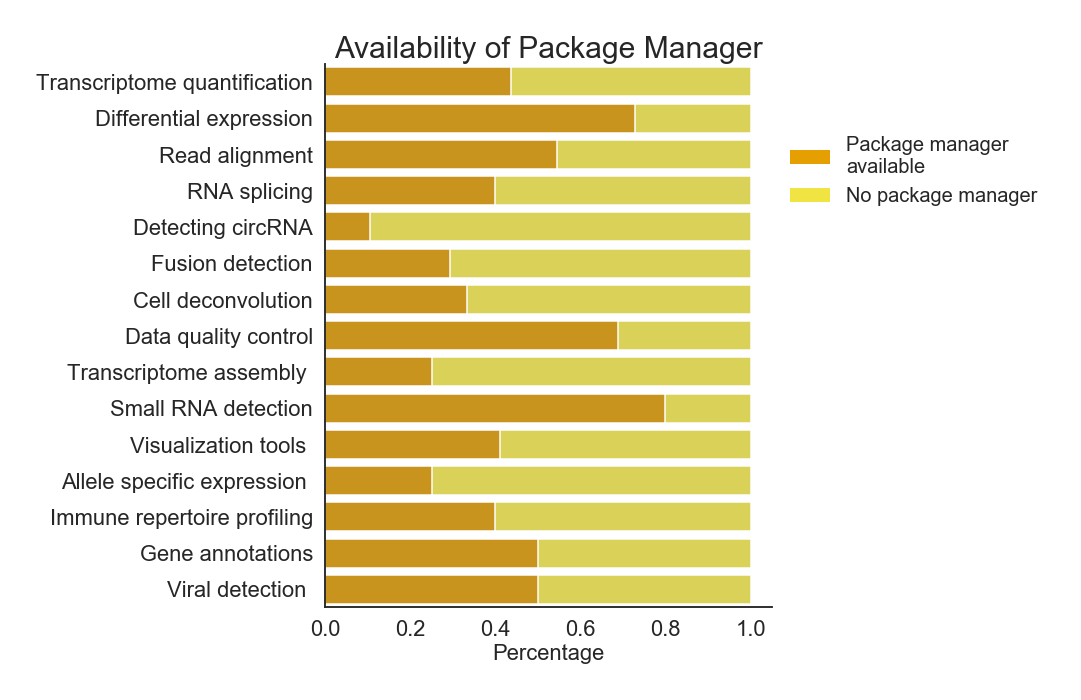 Availability of Package Manager
Transcriptome quantification
Differential expression
Read alignment
RNA splicing
Detecting circRNA
Fusion detection
Cell deconvolution
Data quality control
Transcriptome assembly
Small RNA detection
Visualization tools
Allele specific expression
Immune repertoire profiling
Gene annotations
Viral detection
0.0 0.2 0.4 0.6 0.8 1.0
Percentage
Package manager
available
No package manager